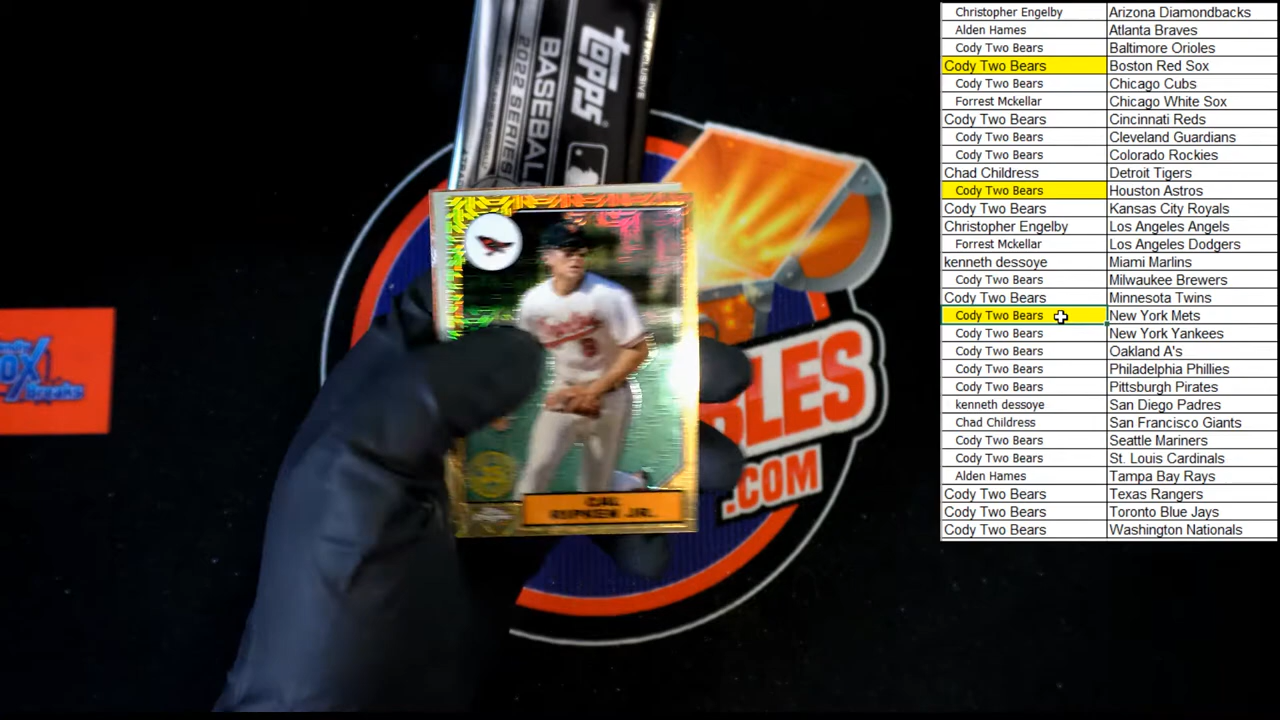 topps
BASEBALL
2022 SERIES
CAL
RIPKEN JR.
BLES
.COM
OX
Breaks
Christopher Engelby Arizona Diamondbacks
Alden Hames Atlanta Braves
Cody Two Bears Baltimore Orioles
Cody Two Bears Boston Red Sox
Cody Two Bears Chicago Cubs
Forrest Mckellar Chicago White Sox
Cody Two Bears Cincinnati Reds
Cody Two Bears Cleveland Guardians
Cody Two Bears Colorado Rockies
Chad Childress Detroit Tigers
Cody Two Bears Houston Astros
Cody Two Bears Kansas City Royals
Christopher Engelby Los Angeles Angels
Forrest Mckellar Los Angeles Dodgers
kenneth dessoye Miami Marlins
Cody Two Bears Milwaukee Brewers
Cody Two Bears Minnesota Twins
Cody Two Bears New York Mets
Cody Two Bears New York Yankees
Cody Two Bears Oakland A's
Cody Two Bears Philadelphia Phillies
Cody Two Bears Pittsburgh Pirates
kenneth dessoye San Diego Padres
Chad Childress San Francisco Giants
Cody Two Bears Seattle Mariners
Cody Two Bears St. Louis Cardinals
Alden Hames Tampa Bay Rays
Cody Two Bears Texas Rangers
Cody Two Bears Toronto Blue Jays
Cody Two Bears Washington Nationals